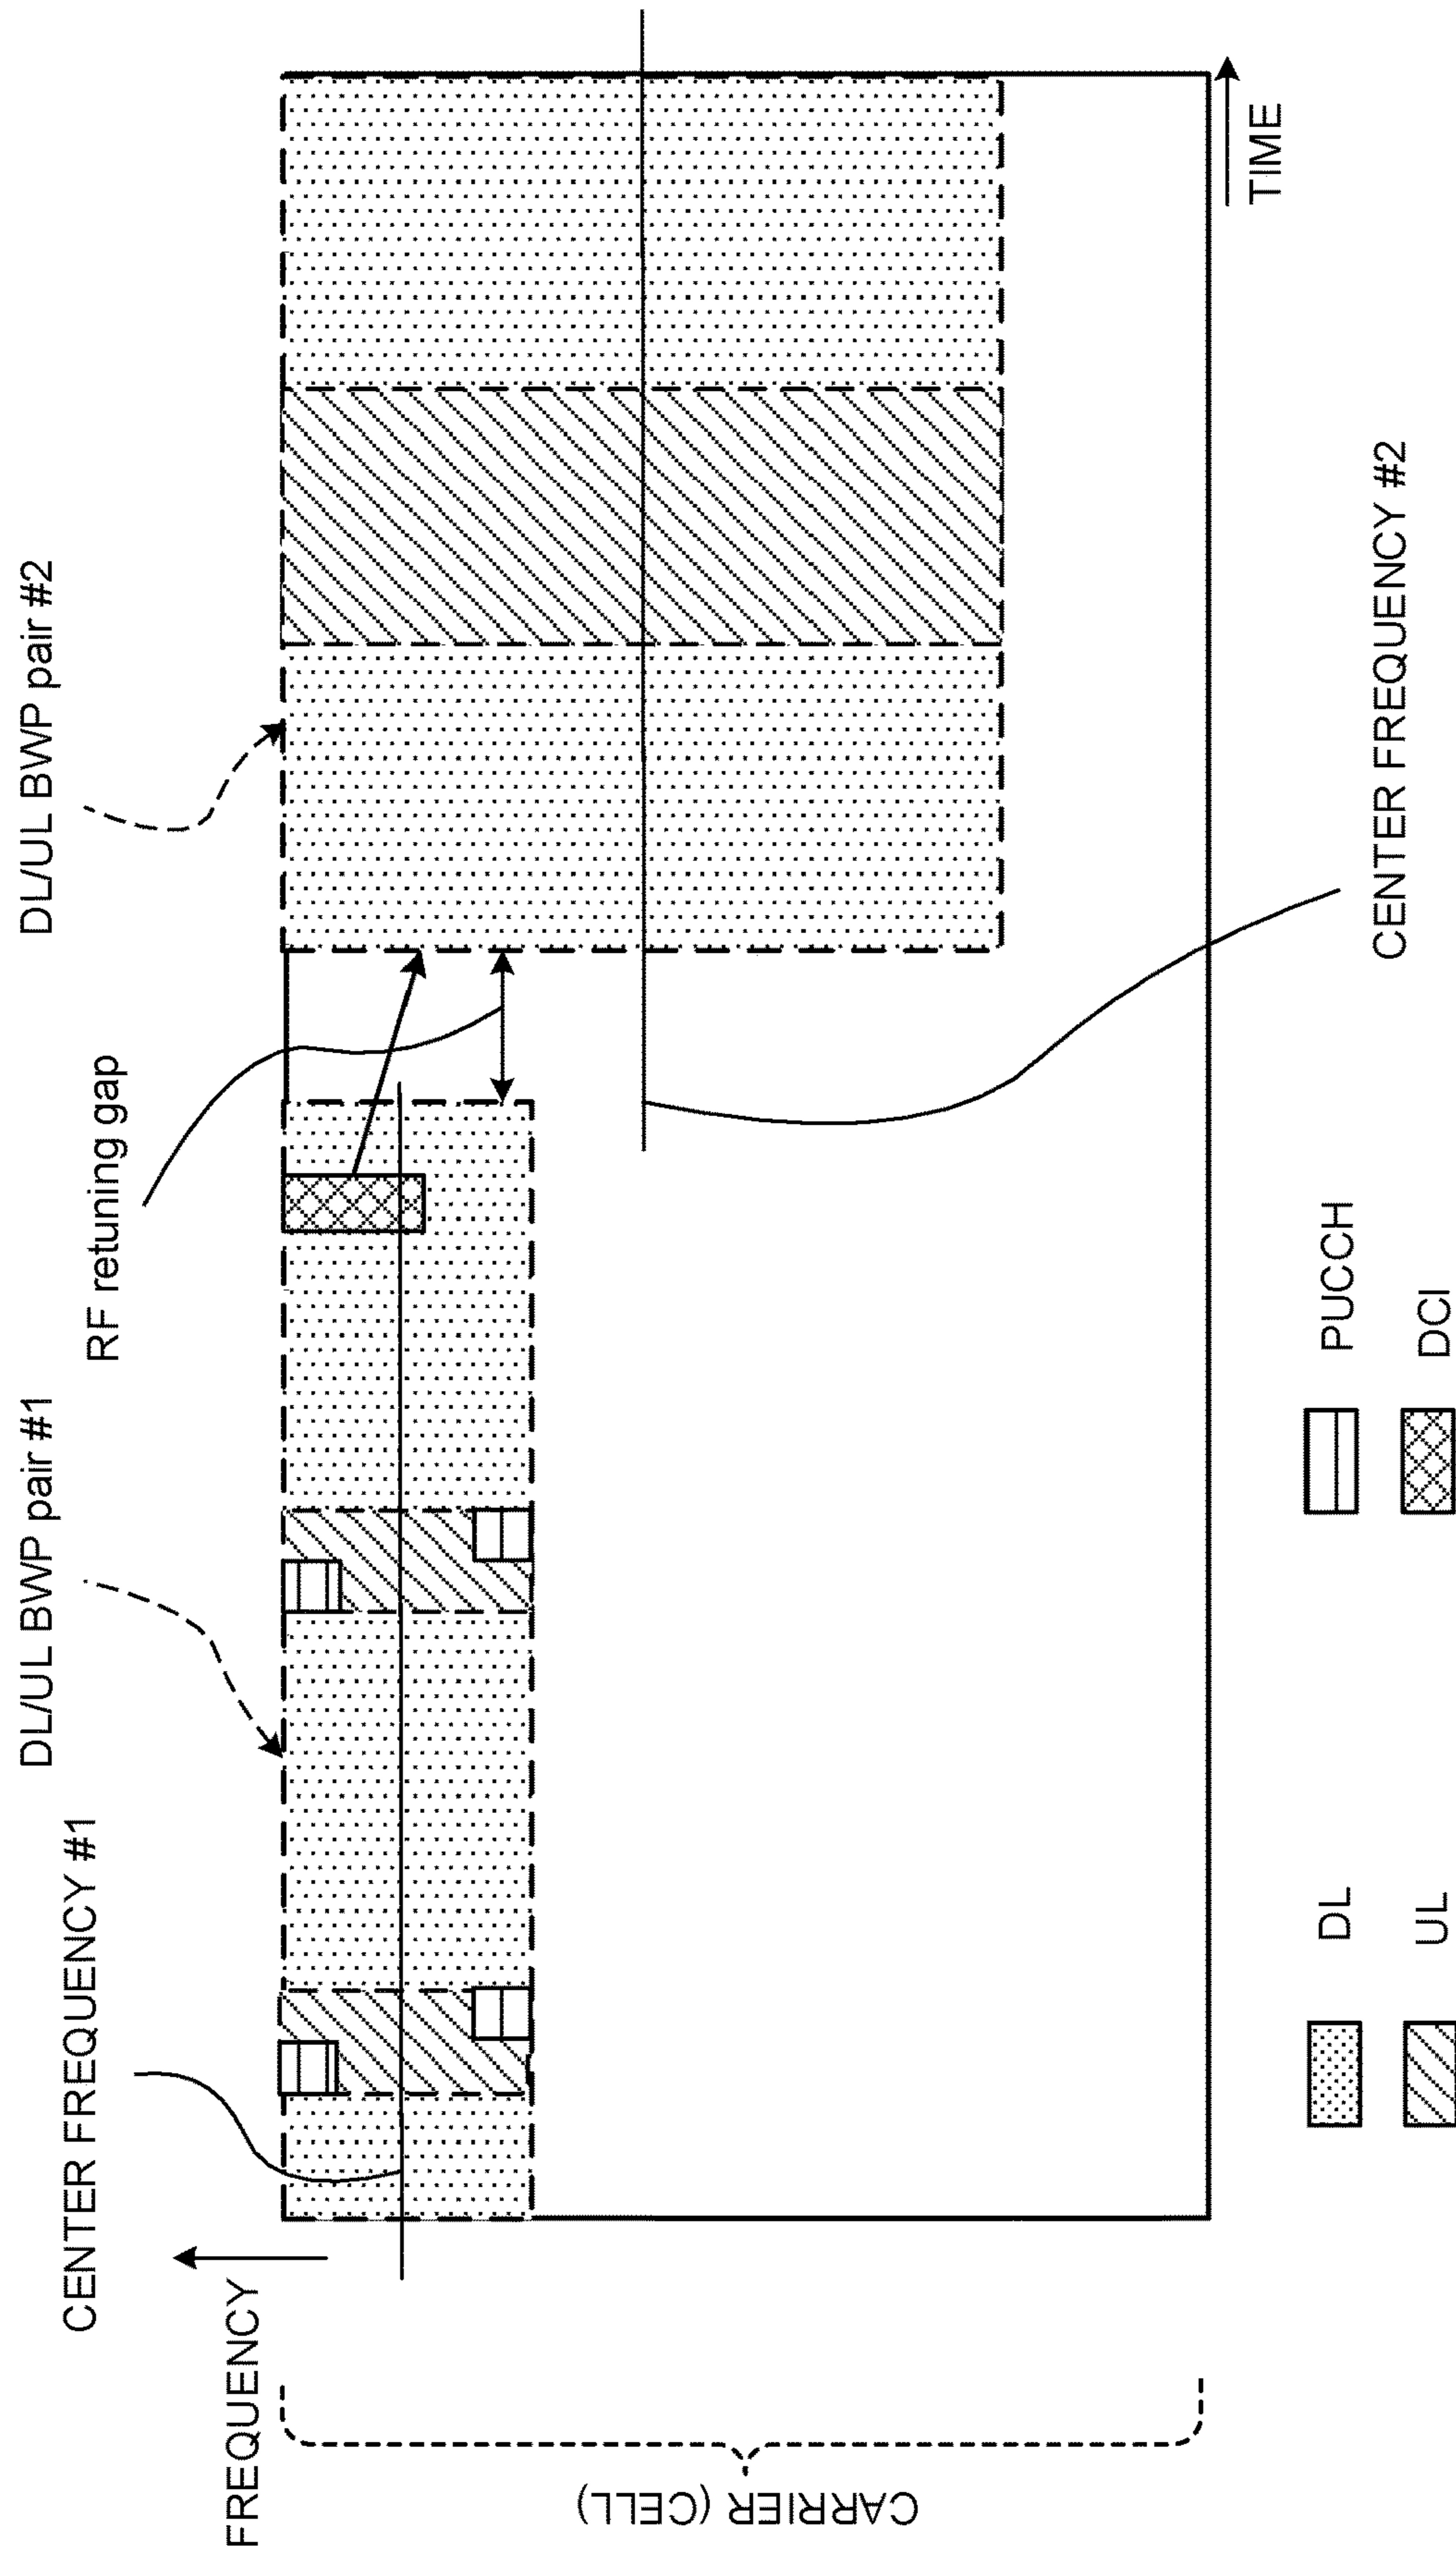 DL/UL BWP pair #1
DL/UL BWP pair #2
CENTER FREQUENCY #1
RF retuning gap
FREQUENCY
CARRIER (CELL)
TIME
CENTER FREQUENCY #2
DL
PUCCH
UL
DCI